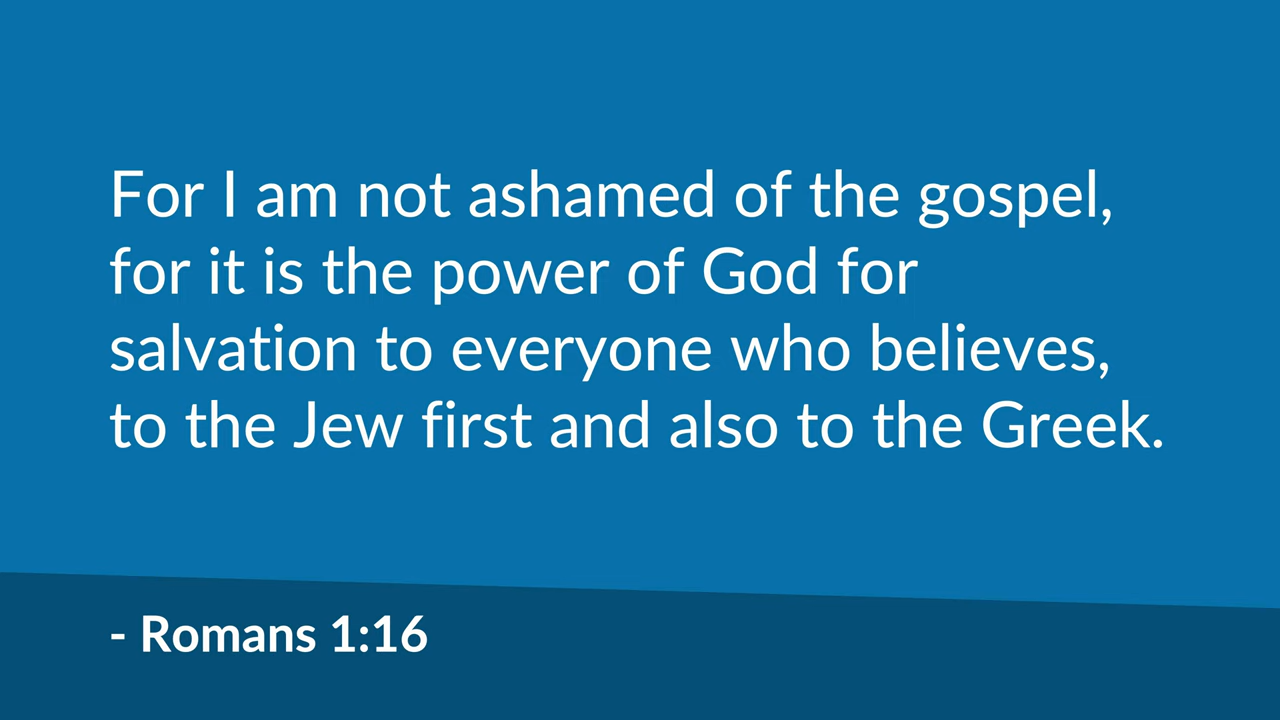 For I am not ashamed of the gospel,
for it is the power of God for
salvation to everyone who believes,
to the Jew first and also to the Greek.
- Romans 1:16